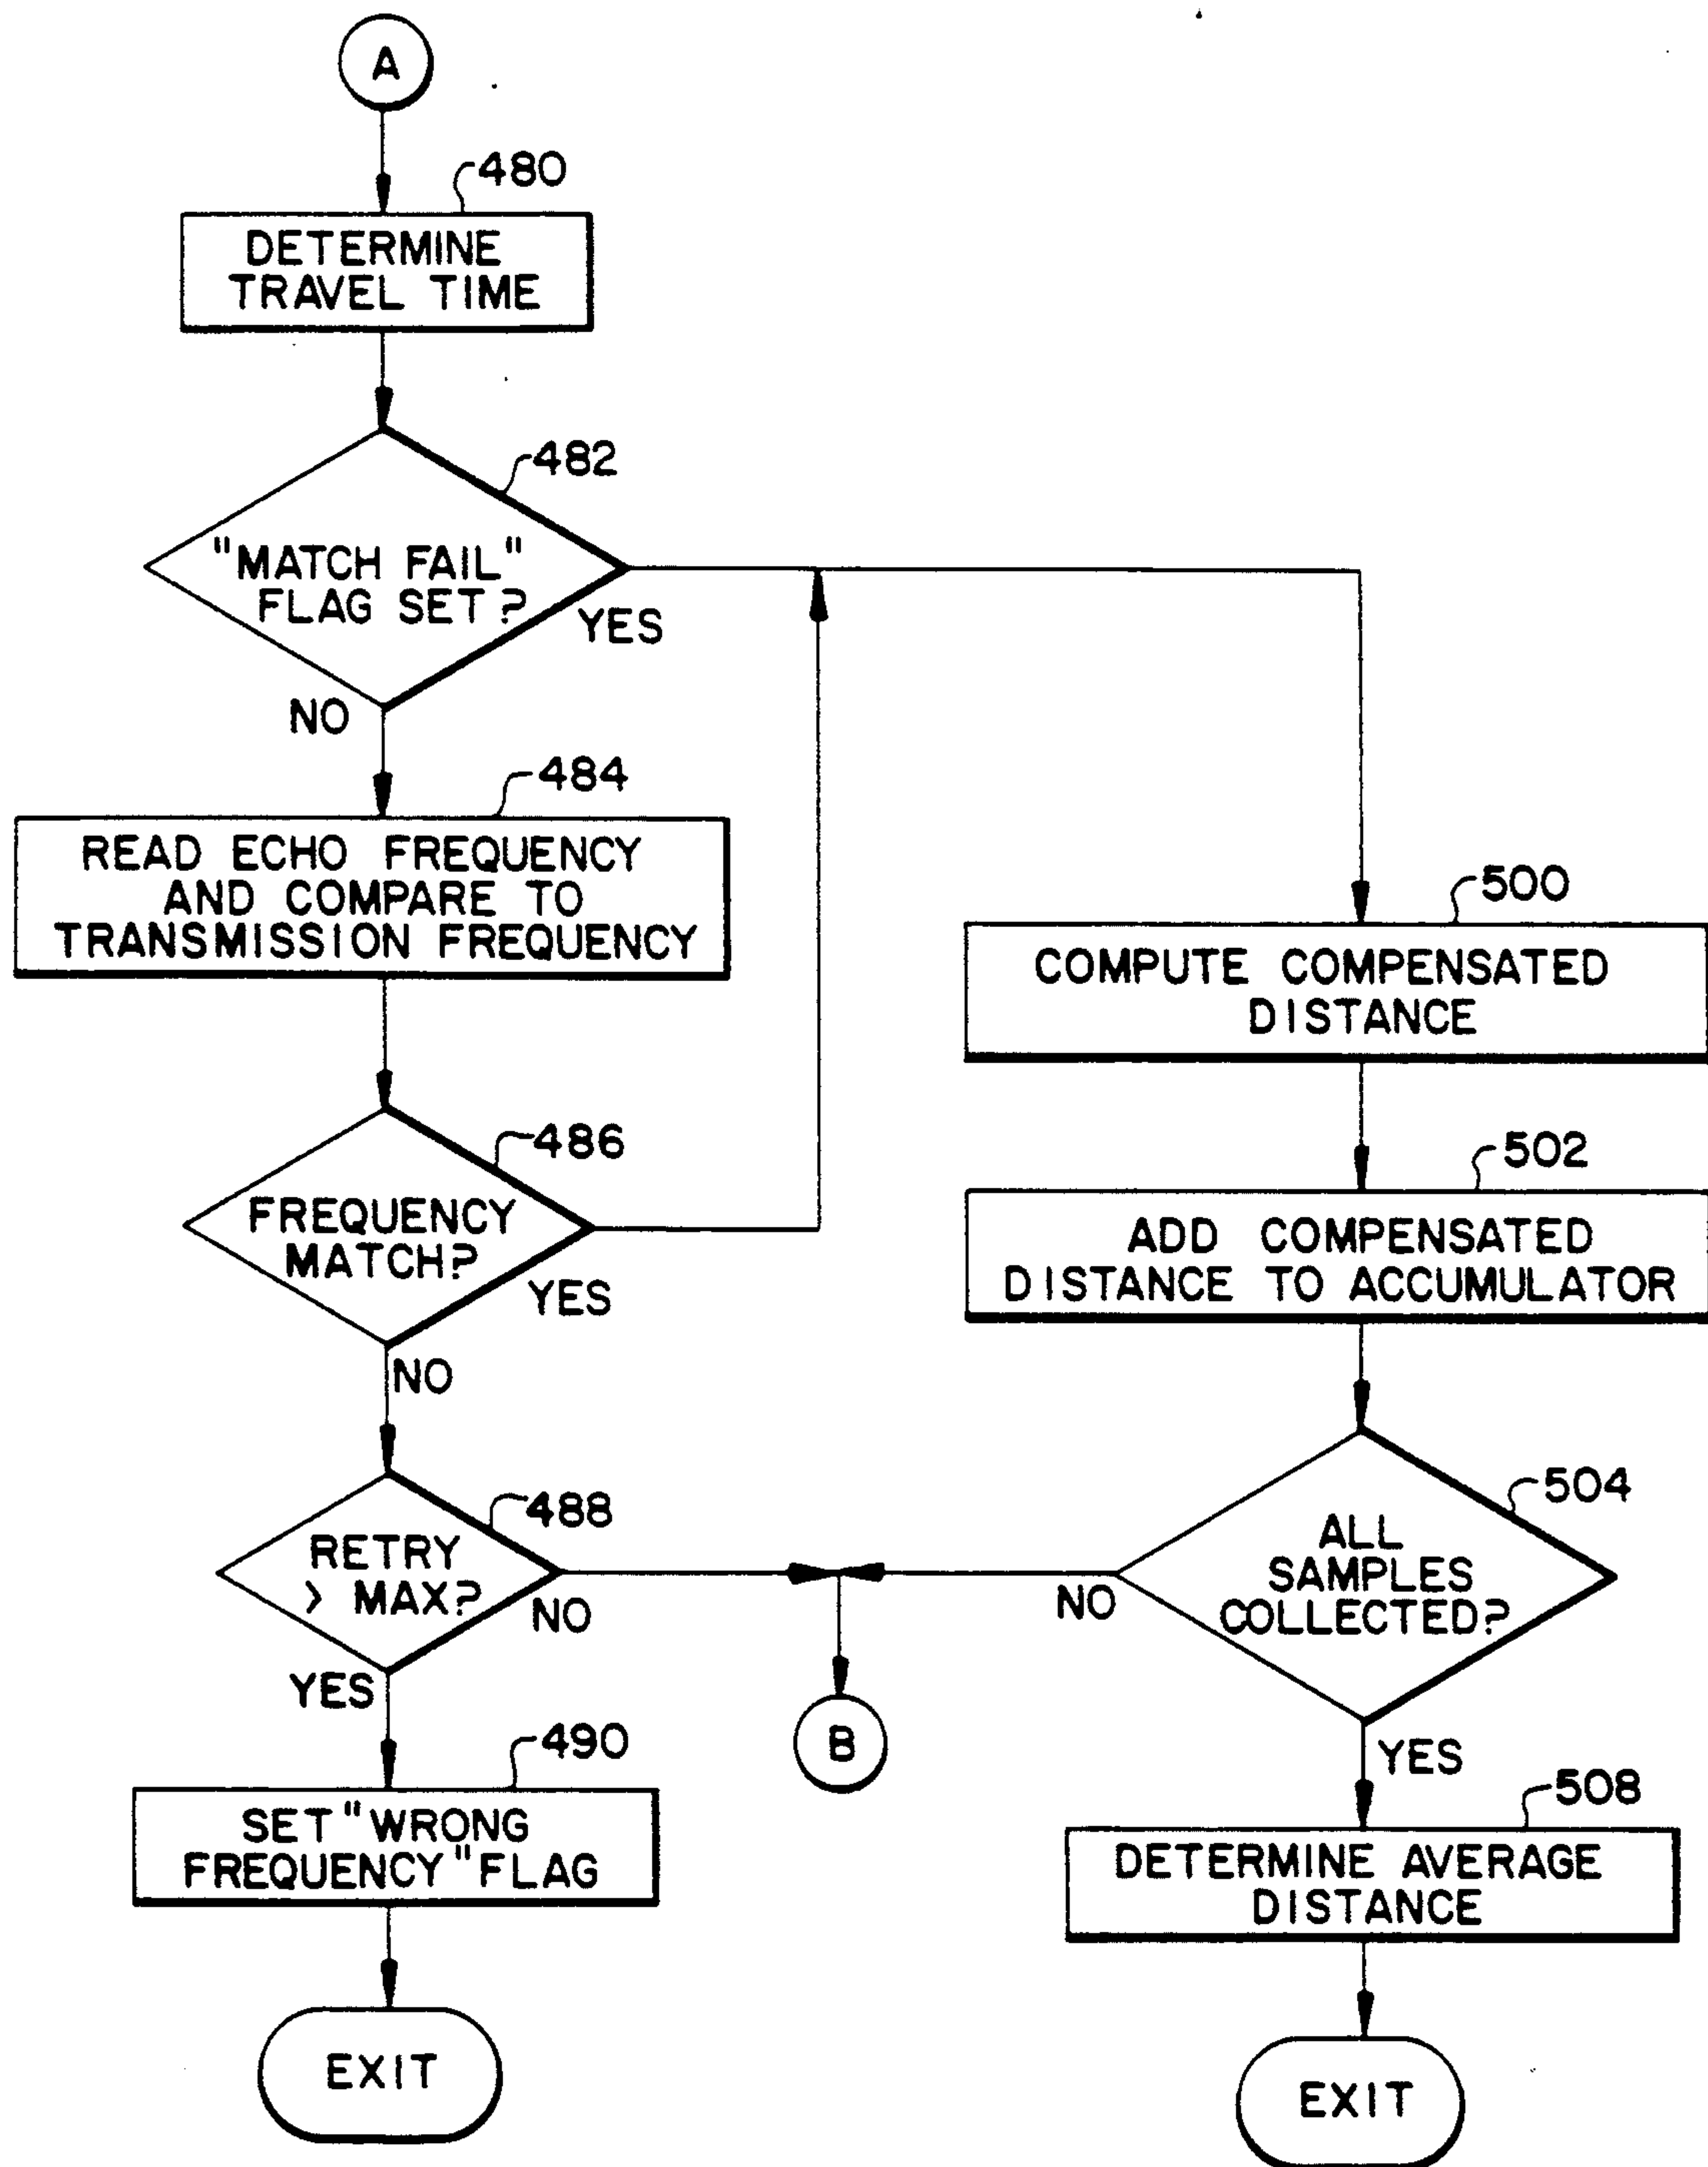 A
480
DETERMINE
TRAVEL TIME
482
"MATCH FAIL"
FLAG SET?
YES
NO
484
READ ECHO FREQUENCY
AND COMPARE TO
TRANSMISSION FREQUENCY
486
FREQUENCY
MATCH?
YES
NO
488
RETRY
> MAX?
NO
YES
490
SET "WRONG
FREQUENCY" FLAG
EXIT
B
500
COMPUTE COMPENSATED
DISTANCE
502
ADD COMPENSATED
DISTANCE TO ACCUMULATOR
504
ALL
SAMPLES
COLLECTED?
NO
YES
508
DETERMINE AVERAGE
DISTANCE
EXIT